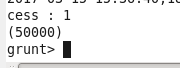 cess : 1
(50000)
grunt>